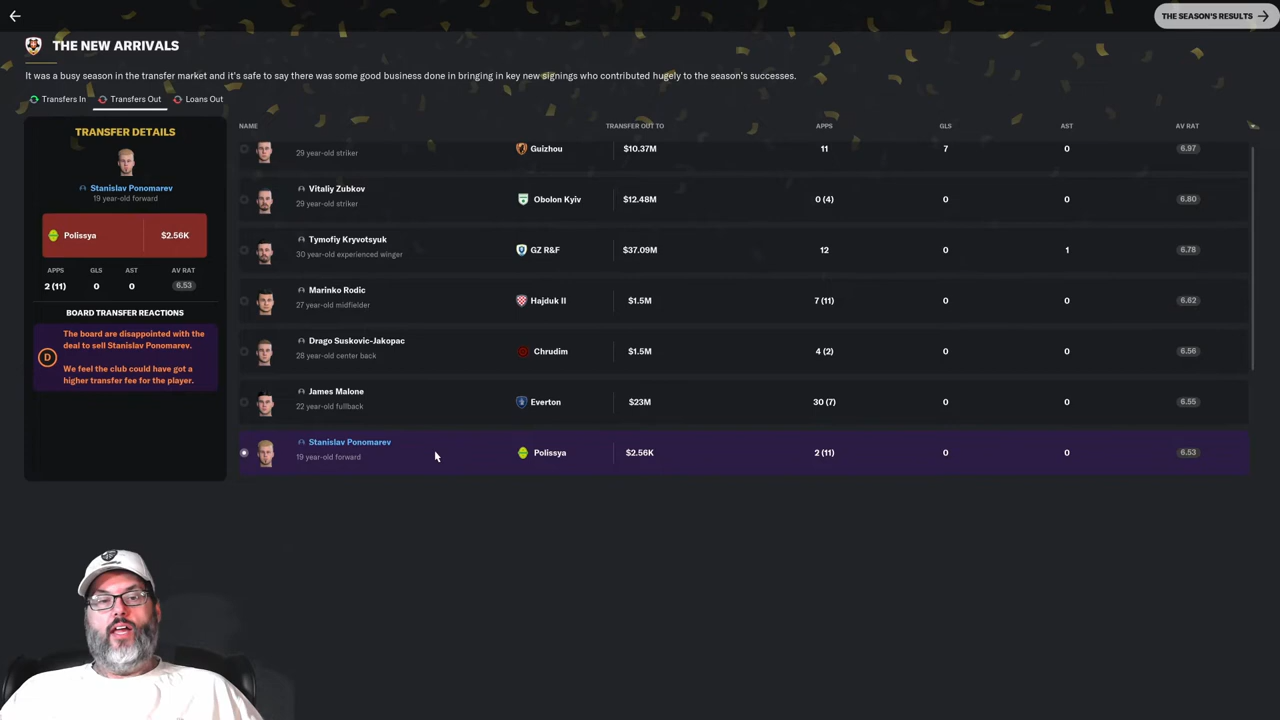 THE SEASON'S RESULTS
THE NEW ARRIVALS
It was a busy season in the transfer market and it's safe to say there was some good business done in bringing in key new signings who contributed hugely to the season's successes.
Transfers In Transfers Out Loans Out
TRANSFER DETAILS
Stanislav Ponomarev
19 year-old forward
Polissya $2.56K
APPS GLS AST AV RAT
2 (11) 0 0 6.53
BOARD TRANSFER REACTIONS
D
The board are disappointed with the
deal to sell Stanislav Ponomarev.
We feel the club could have got a
higher transfer fee for the player.
NAME TRANSFER OUT TO APPS GLS AST AV RAT
29 year-old striker Guizhou $10.37M 11 7 0 6.97
Vitaliy Zubkov
29 year-old striker Obolon Kyiv $12.48M 0 (4) 0 0 6.80
Tymofiy Kryvotsyuk
30 year-old experienced winger GZ R&F $37.09M 12 0 1 6.78
Marinko Rodic
27 year-old midfielder Hajduk II $1.5M 7 (11) 0 0 6.62
Drago Suskovic-Jakopac
28 year-old center back Chrudim $1.5M 4 (2) 0 0 6.56
James Malone
22 year-old fullback Everton $23M 30 (7) 0 0 6.55
Stanislav Ponomarev
19 year-old forward Polissya $2.56K 2 (11) 0 0 6.53